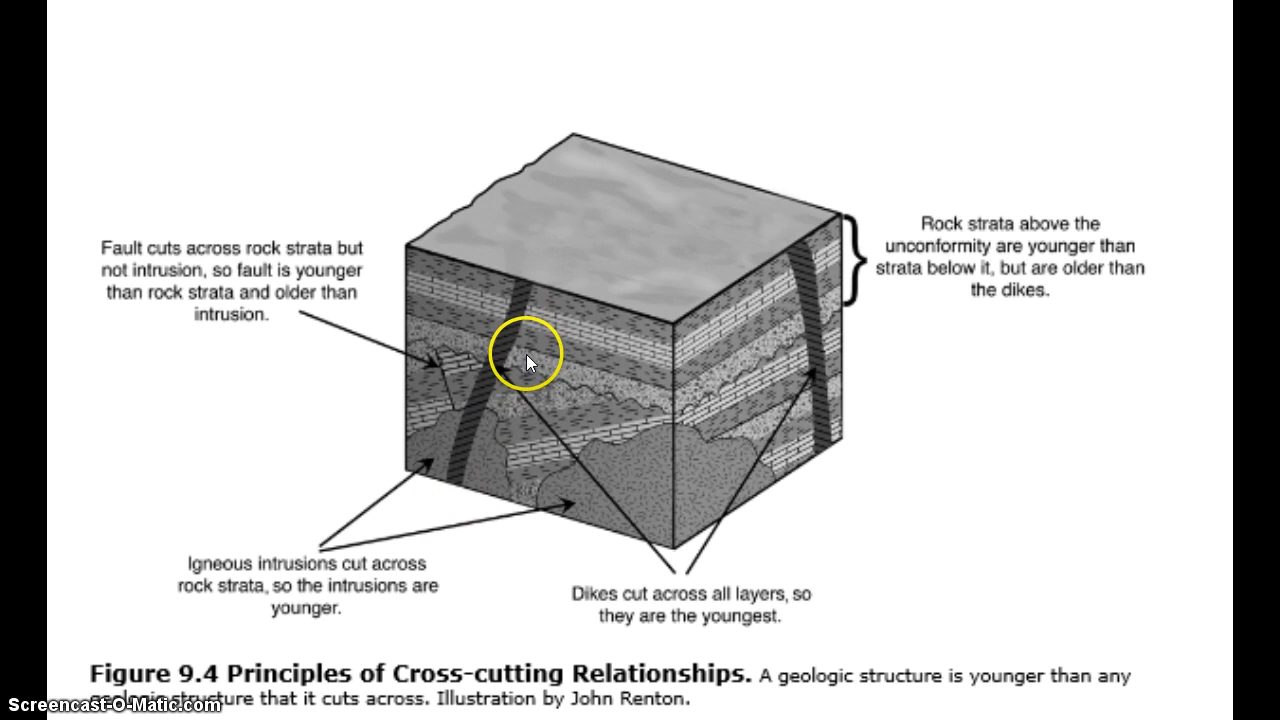 Rock strata above the
unconformity are younger than
strata below it, but are older than
the dikes.
Fault cuts across rock strata but
not intrusion, so fault is younger
than rock strata and older than
intrusion.
Igneous intrusions cut across
rock strata, so the intrusions are
younger.
Dikes cut across all layers, so
they are the youngest.
Figure 9.4 Principles of Cross-cutting Relationships. A geologic structure is younger than any
geologic structure that it cuts across. Illustration by John Renton.
Screencast-O-Matic.com